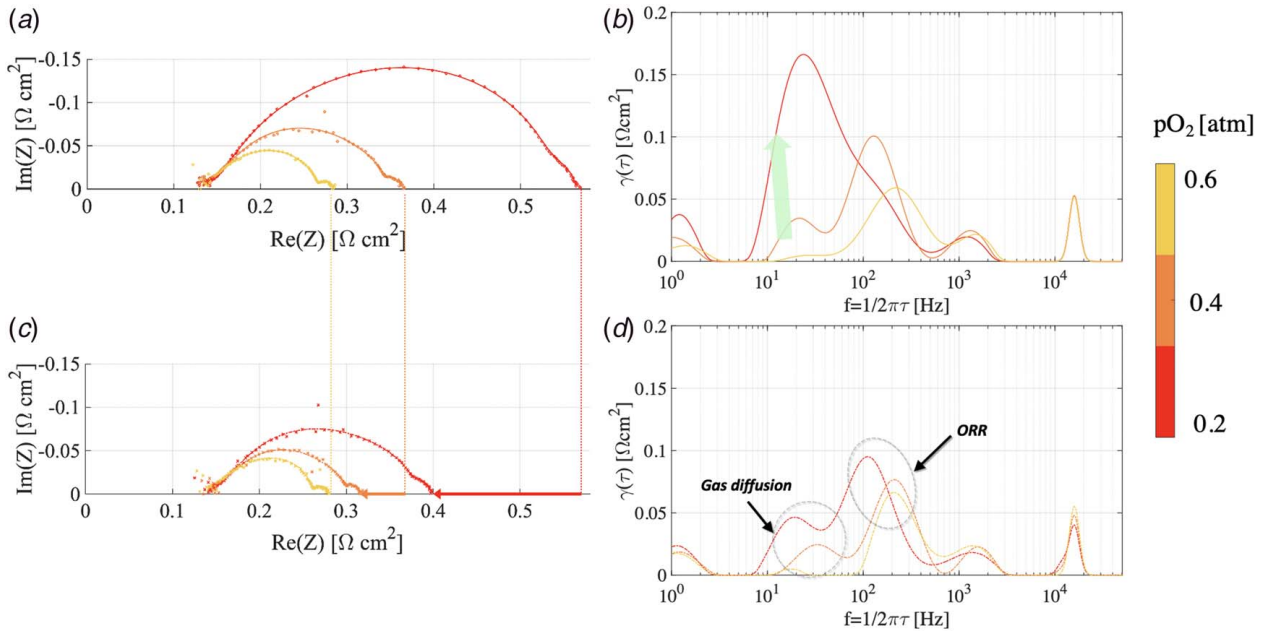 (a)
-0.15
-0.1
-0.05
0
Im(Z) [Ω cm²]
0 0.1 0.2 0.3 0.4 0.5
Re(Z) [Ω cm²]
(b)
0.2
0.15
0.1
0.05
0
γ(τ) [Ωcm²]
10⁰ 10¹ 10² 10³ 10⁴
f=1/2πτ [Hz]
(c)
-0.15
-0.1
-0.05
0
Im(Z) [Ω cm²]
0 0.1 0.2 0.3 0.4 0.5
Re(Z) [Ω cm²]
(d)
0.2
0.15
0.1
0.05
0
γ(τ) [Ωcm²]
ORR
Gas diffusion
10⁰ 10¹ 10² 10³ 10⁴
f=1/2πτ [Hz]
pO₂ [atm]
0.6
0.4
0.2